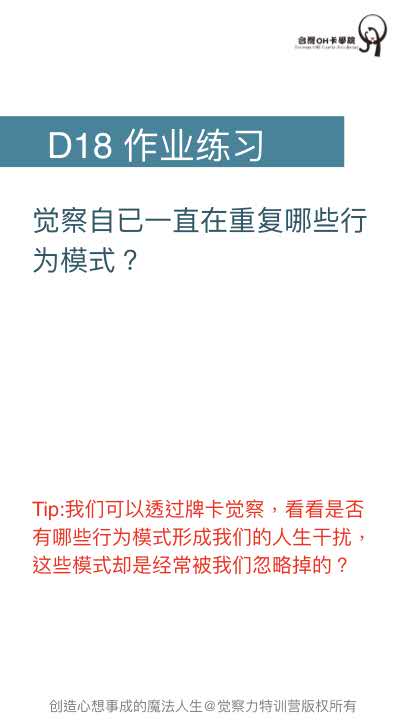 台灣OH卡學院
D18 作业练习
觉察自已一直在重复哪些行
为模式？
Tip:我们可以透过牌卡觉察，看看是否
有哪些行为模式形成我们的人生干扰，
这些模式却是经常被我们忽略掉的？
创造心想事成的魔法人生@觉察力特训营版权所有